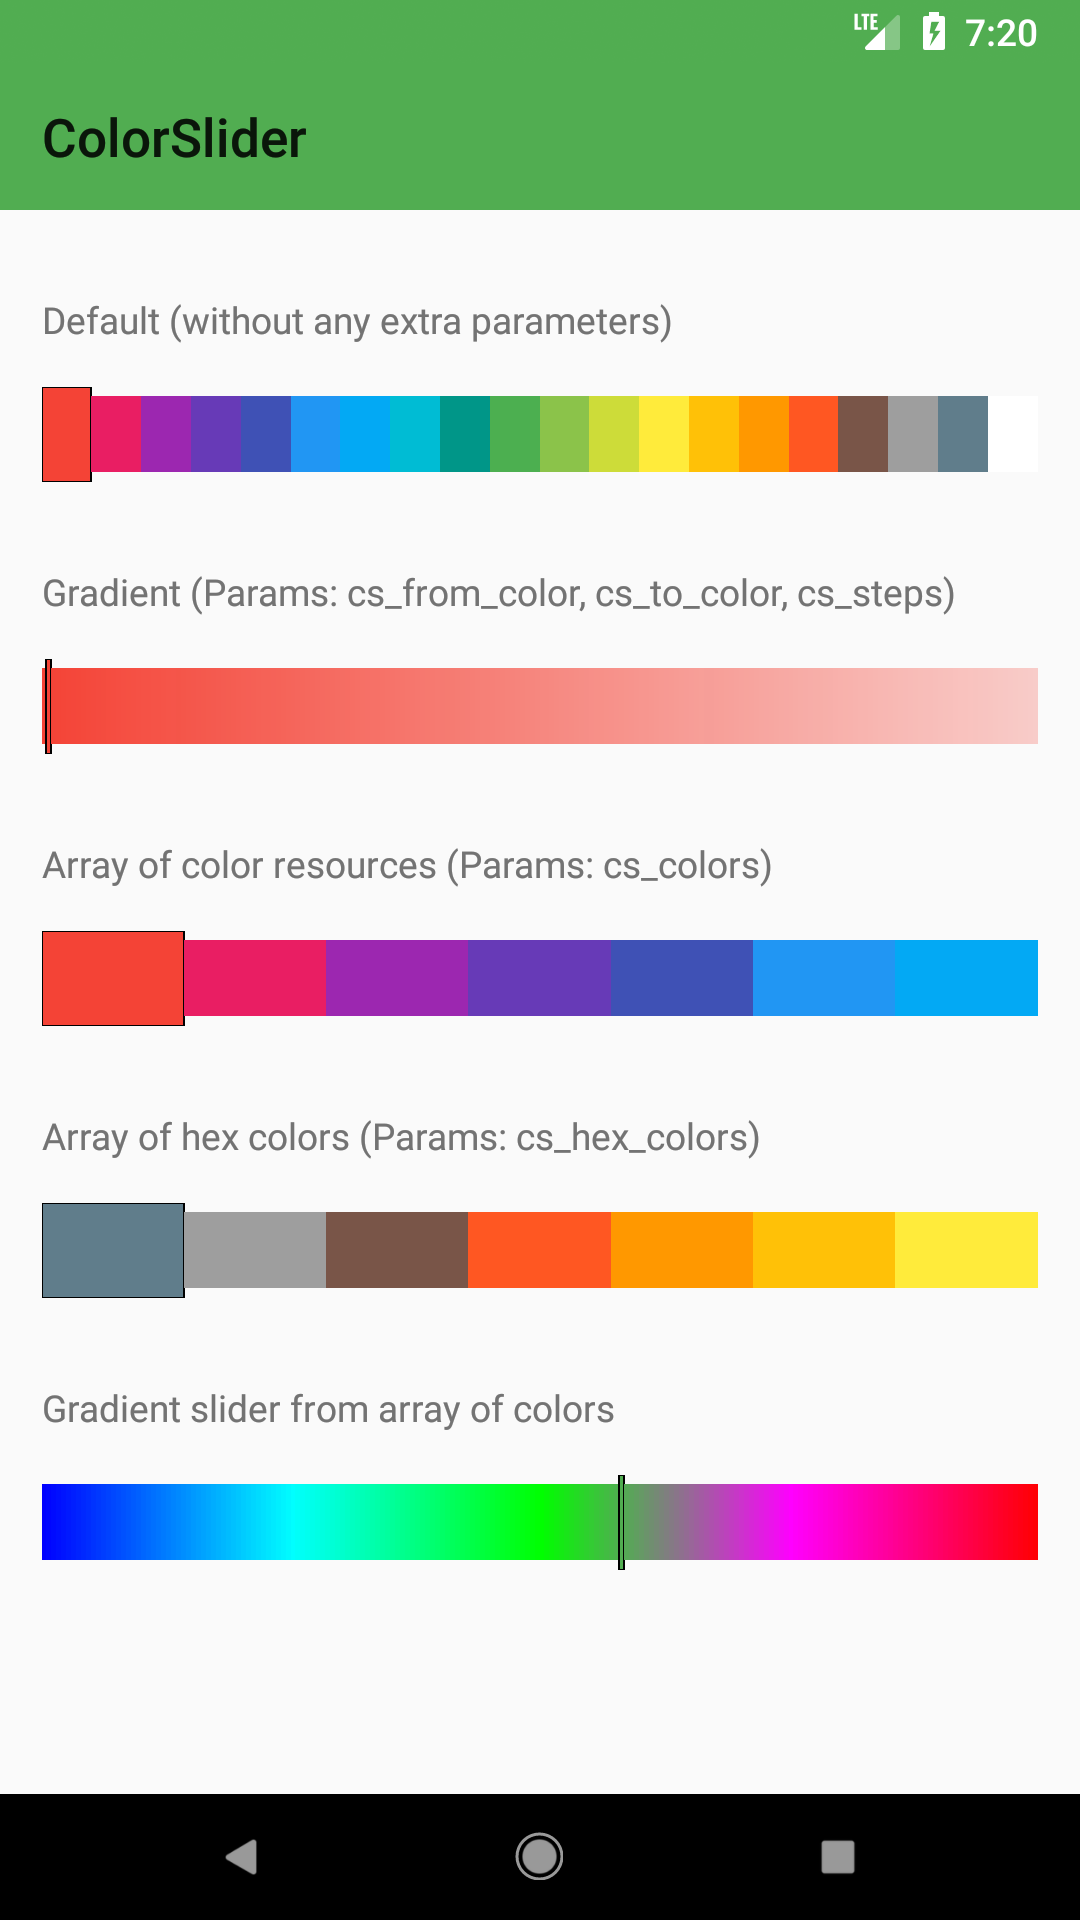 LTE 7:20
ColorSlider
Default (without any extra parameters)
Gradient (Params: cs_from_color, cs_to_color, cs_steps)
Array of color resources (Params: cs_colors)
Array of hex colors (Params: cs_hex_colors)
Gradient slider from array of colors